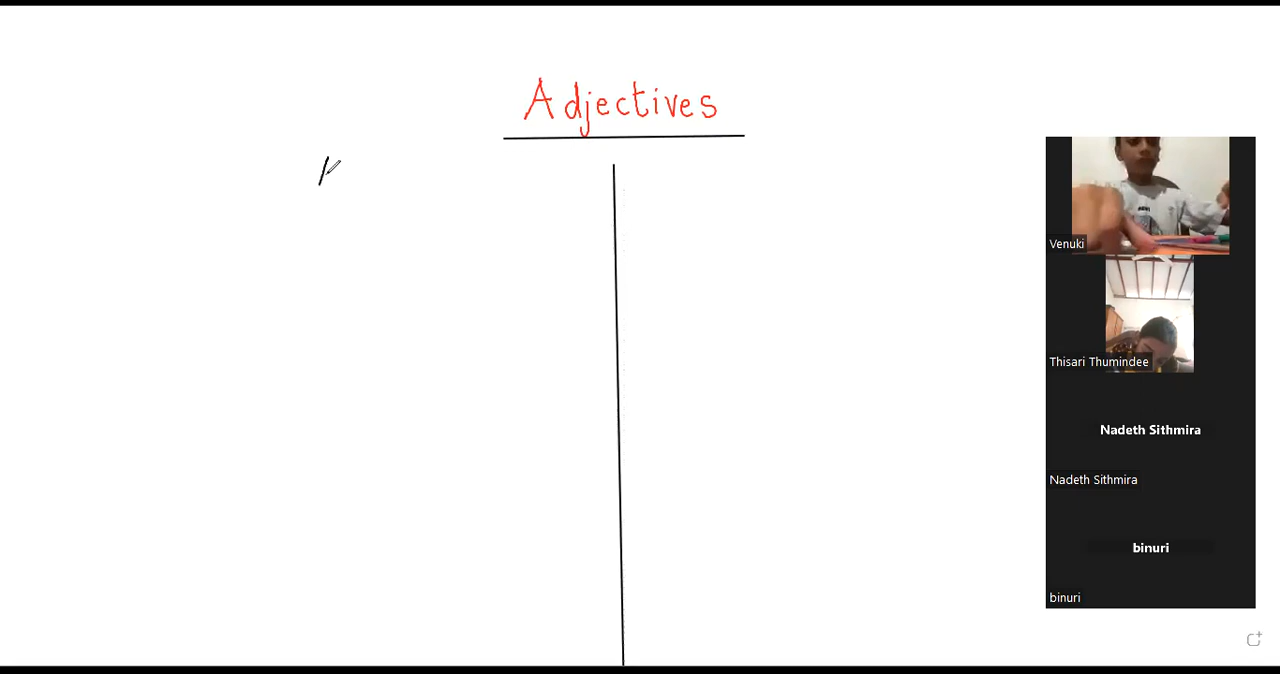 Adjectives
Venuki
Thisari Thumindee
Nadeth Sithmira
Nadeth Sithmira
binuri
binuri